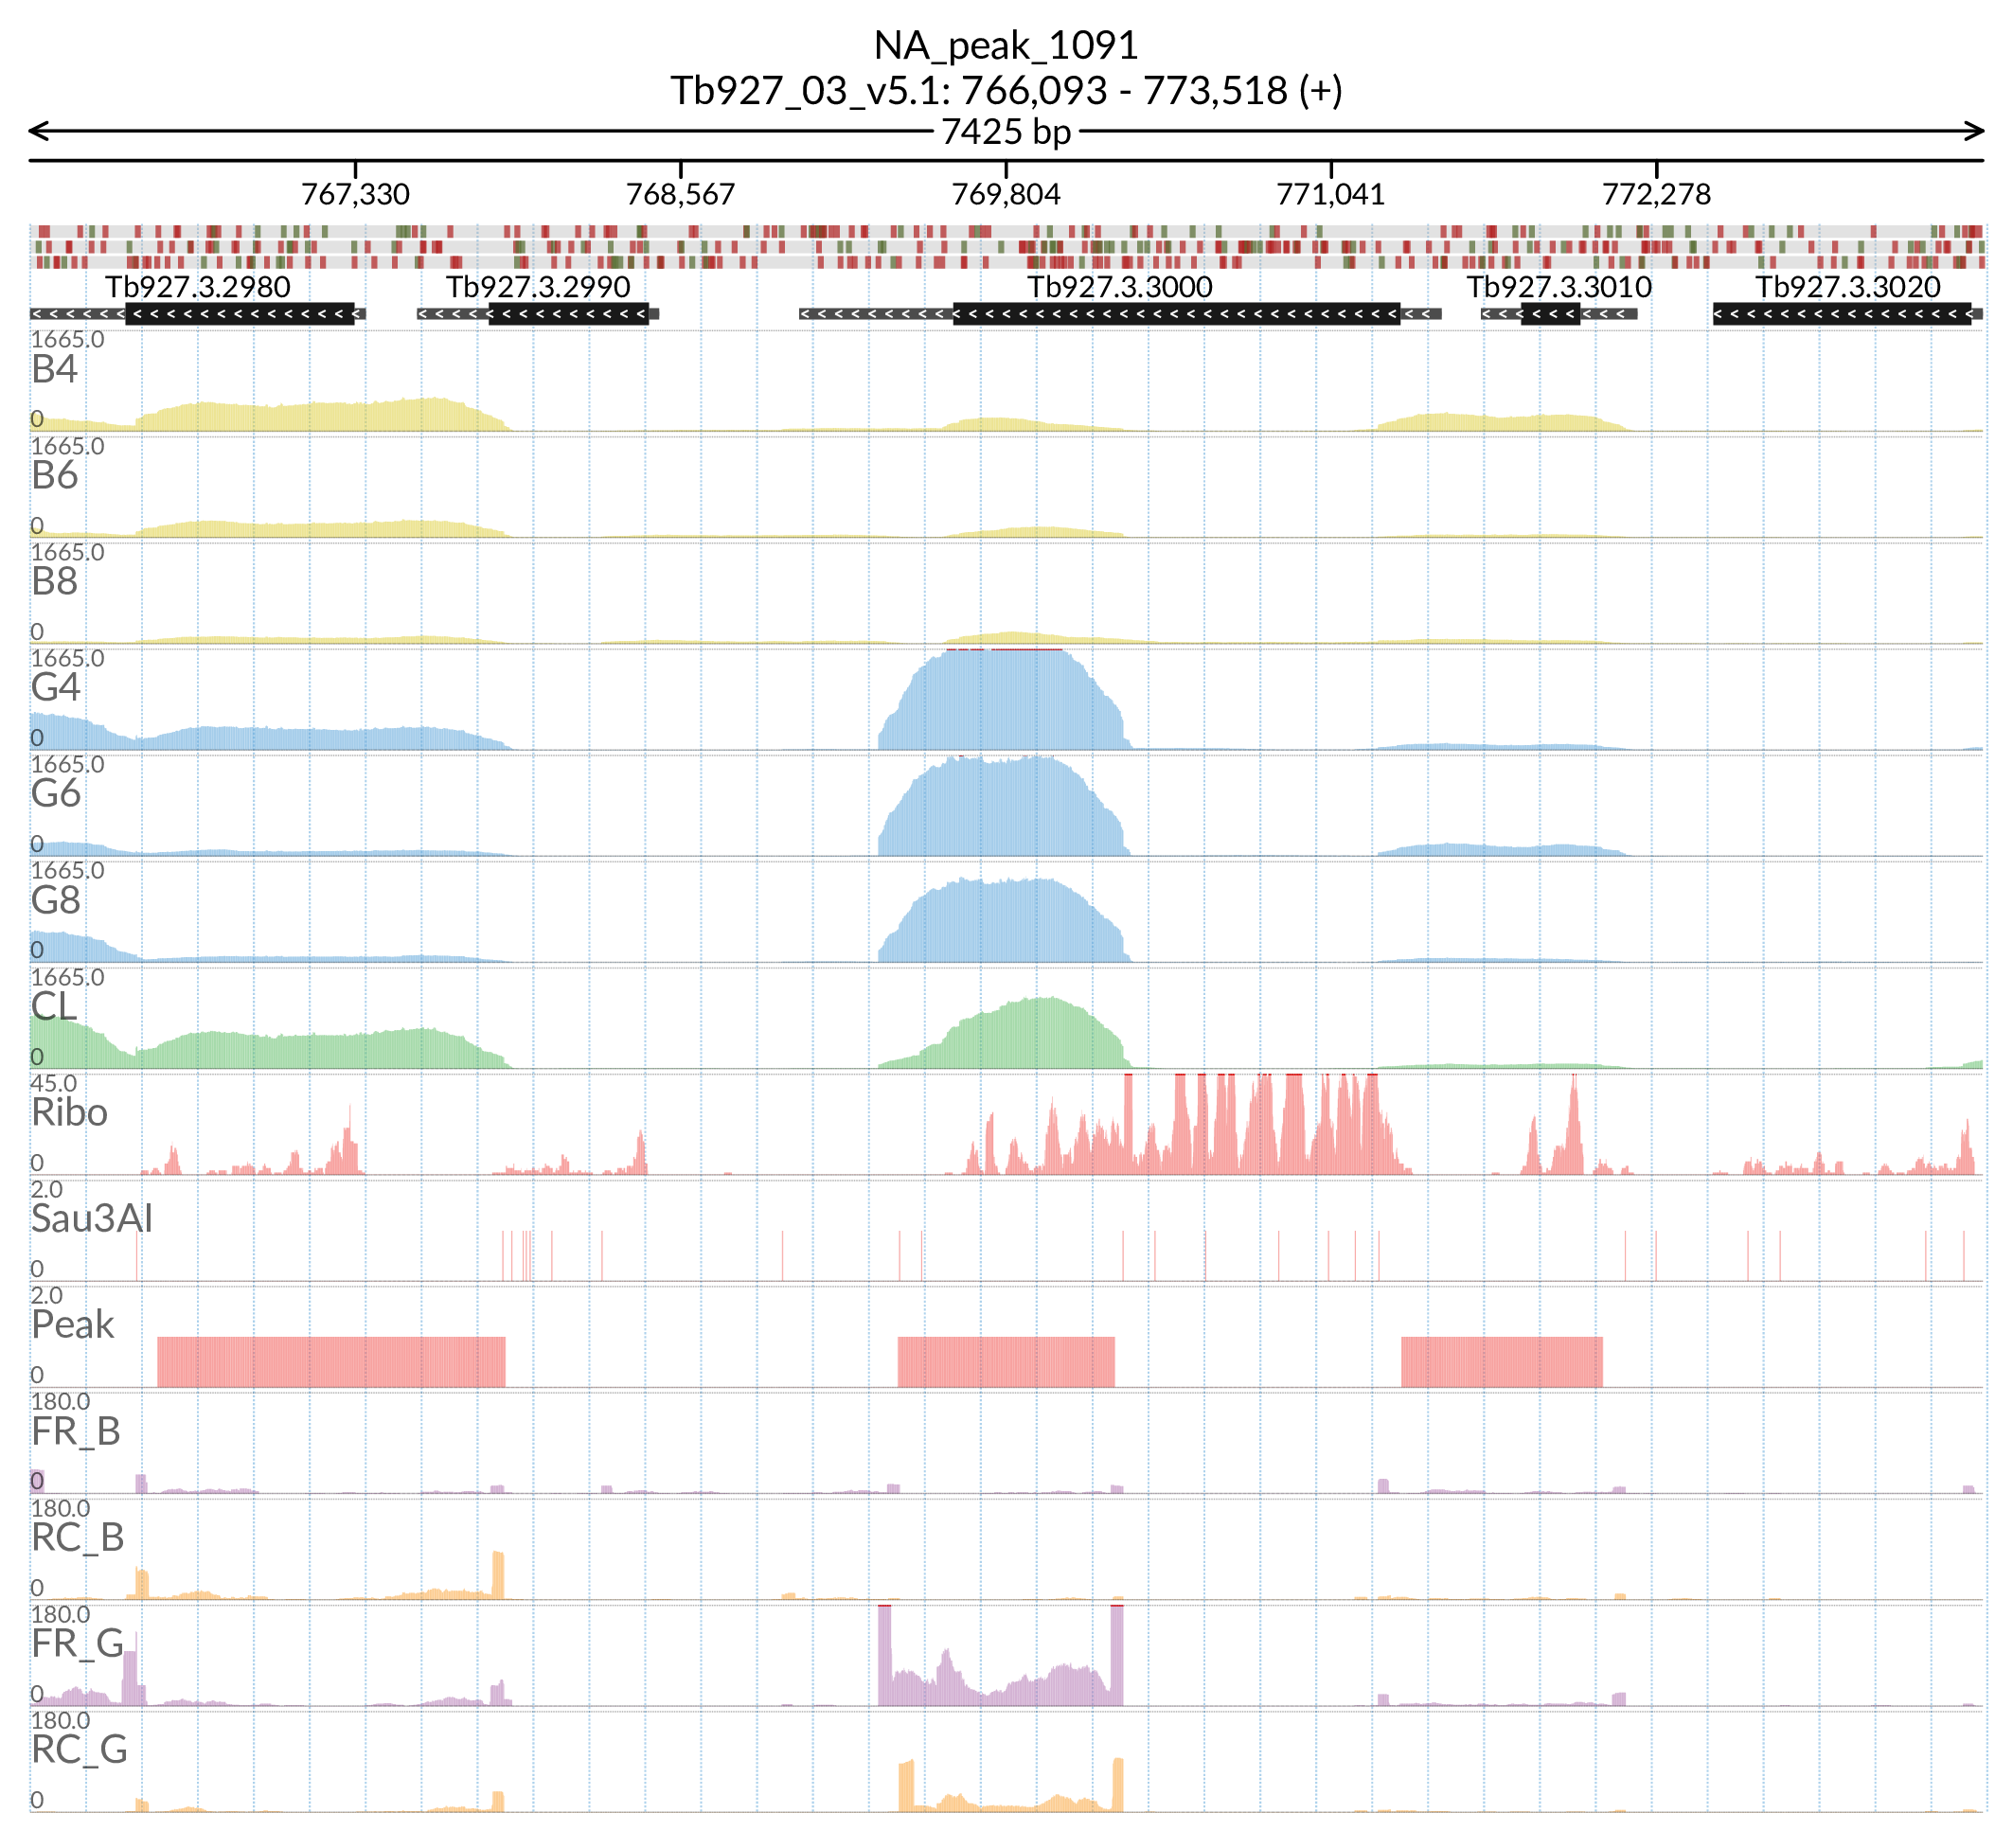 NA_peak_1091
Tb927_03_v5.1: 766,093 - 773,518 (+)
7425 bp
767,330 768,567 769,804 771,041 772,278
Tb927.3.2980 Tb927.3.2990 Tb927.3.3000 Tb927.3.3010 Tb927.3.3020
1665.0
B4
0
1665.0
B6
0
1665.0
B8
0
1665.0
G4
0
1665.0
G6
0
1665.0
G8
0
1665.0
CL
0
45.0
Ribo
0
2.0
Sau3AI
0
2.0
Peak
0
180.0
FR_B
0
180.0
RC_B
0
180.0
FR_G
0
180.0
RC_G
0